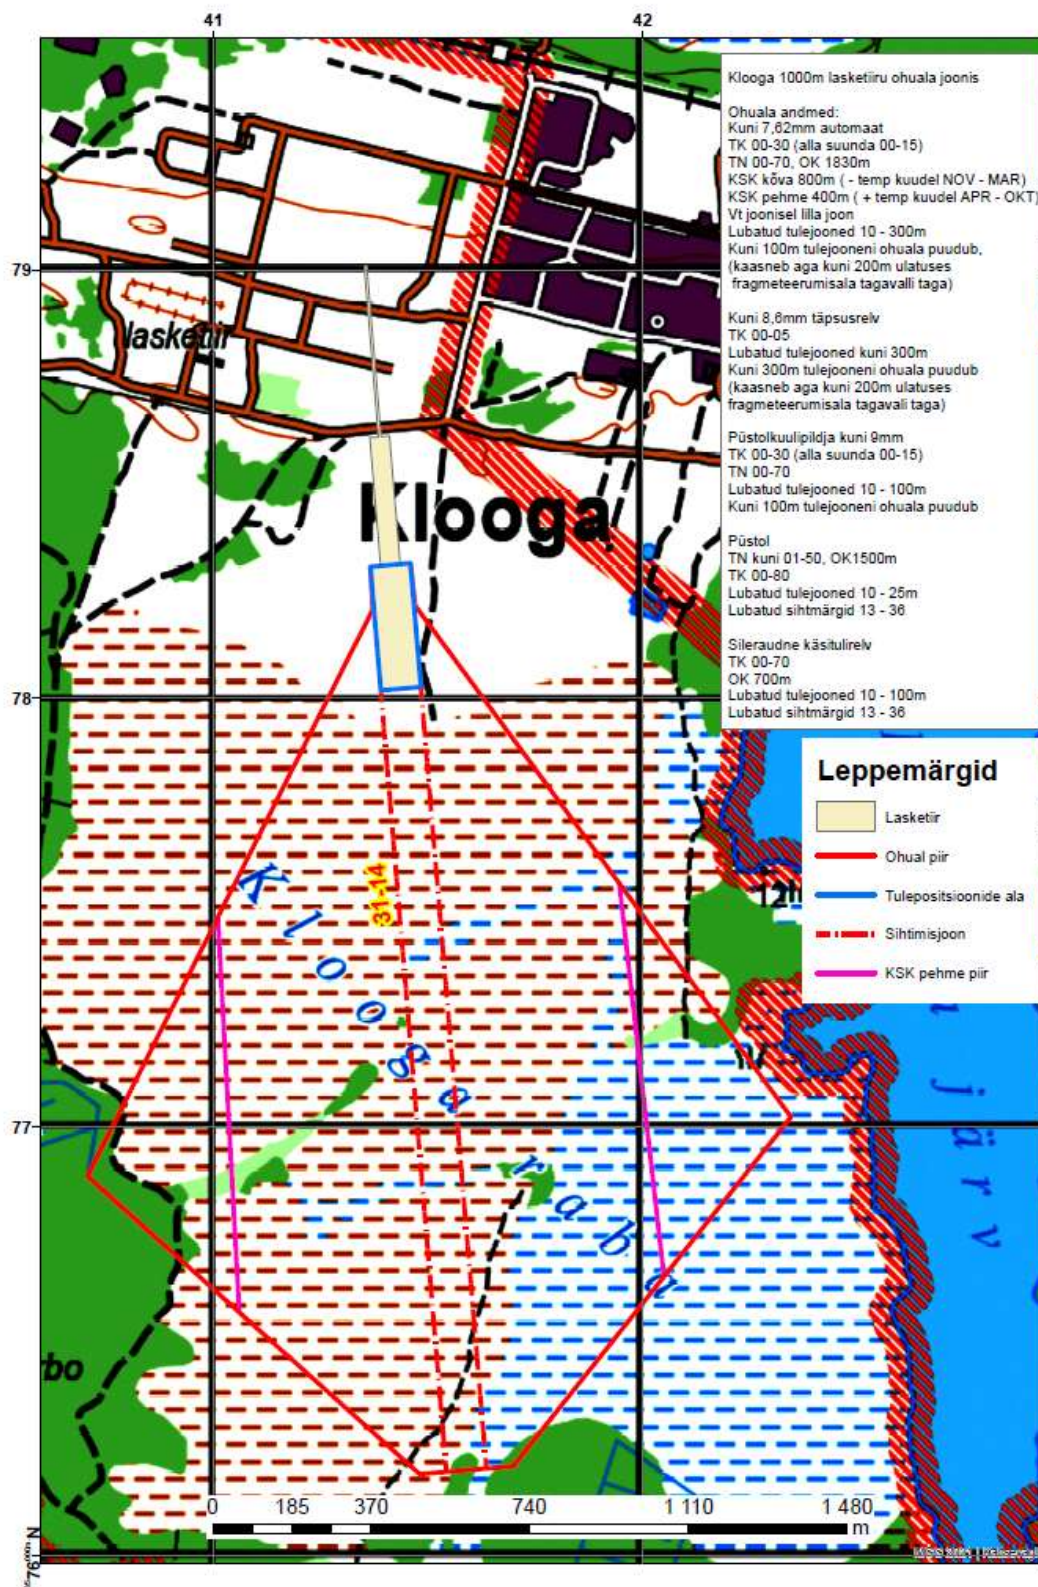 41
42
Klooga 1000m lasketiiru ohuala joonis
Ohuala andmed:
Kuni 7,62mm automaat
TK 00-30 (alla suunda 00-15)
TN 00-70, OK 1830m
KSK kõva 800m ( - temp kuudel NOV - MAR)
KSK pehme 400m ( + temp kuudel APR - OKT)
Vt joonisel lilla joon
Lubatud tulejooned 10 - 300m
Kuni 100m tulejooneni ohuala puudub,
(kaasneb aga kuni 200m ulatuses
fragmeteerumisala tagavalli taga)
Kuni 8,6mm täpsusrelv
TK 00-05
Lubatud tulejooned kuni 300m
Kuni 300m tulejooneni ohuala puudub
(kaasneb aga kuni 200m ulatuses
fragmeteerumisala tagavali taga)
Püstolkuulipildja kuni 9mm
TK 00-30 (alla suunda 00-15)
TN 00-70
Lubatud tulejooned 10 - 100m
Kuni 100m tulejooneni ohuala puudub
Püstol
TN kuni 01-50, OK1500m
TK 00-80
Lubatud tulejooned 10 - 25m
Lubatud sihtmärgid 13 - 36
Sileraudne käsitulirelv
TK 00-70
OK 700m
Lubatud tulejooned 10 - 100m
Lubatud sihtmärgid 13 - 36
79
lasketiir
Klooga
78
Leppemärgid
Lasketiir
Ohual piir
Tulepositsioonide ala
Sihtimisjoon
KSK pehme piir
31-14
Klooga raba
järv
77
0 185 370 740 1 110 1 480
m
N